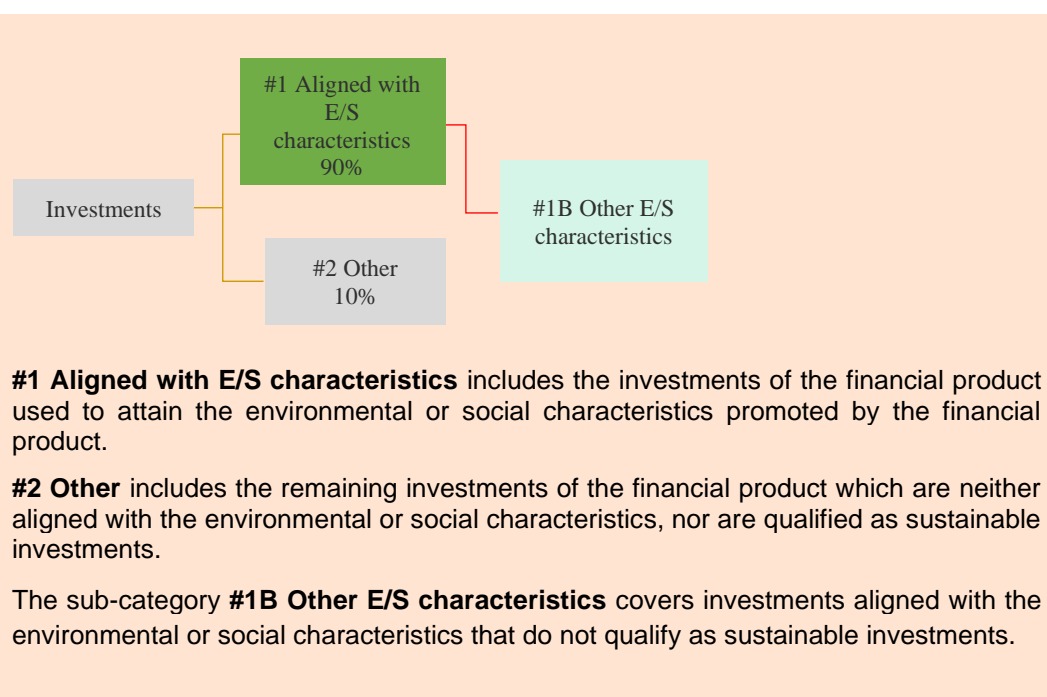 #1 Aligned with
E/S
characteristics
90%
Investments
#1B Other E/S
characteristics
#2 Other
10%
#1 Aligned with E/S characteristics includes the investments of the financial product
used to attain the environmental or social characteristics promoted by the financial
product.
#2 Other includes the remaining investments of the financial product which are neither
aligned with the environmental or social characteristics, nor are qualified as sustainable
investments.
The sub-category #1B Other E/S characteristics covers investments aligned with the
environmental or social characteristics that do not qualify as sustainable investments.